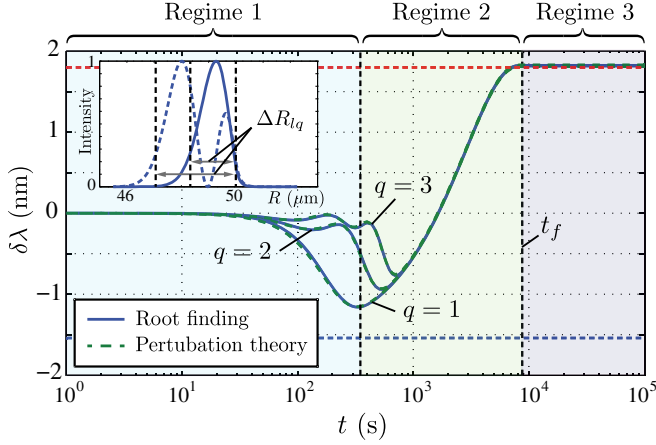 Regime 1 Regime 2 Regime 3
2
1
0
−1
−2
δλ (nm)
1
Intensity
0
46 48 50
R (μm)
ΔR_{lq}
q = 3
q = 2
q = 1
t_f
Root finding
Pertubation theory
10^0 10^1 10^2 10^3 10^4 10^5
t (s)